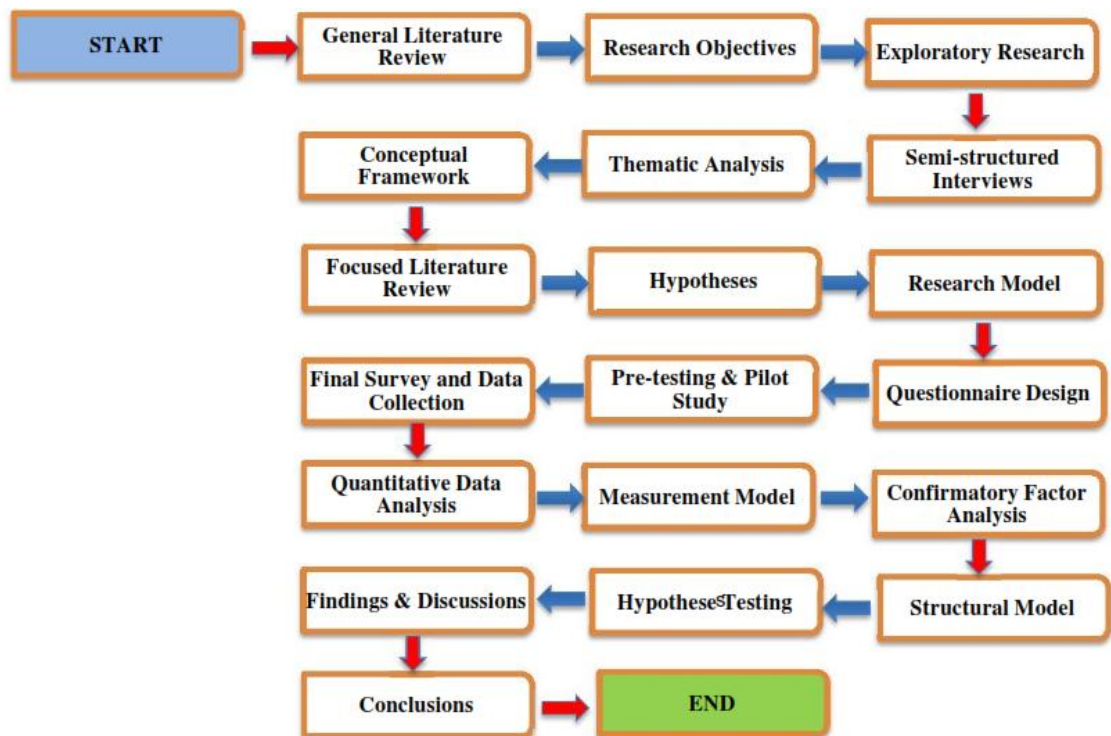 START
General Literature
Review
Research Objectives
Exploratory Research
Conceptual
Framework
Thematic Analysis
Semi-structured
Interviews
Focused Literature
Review
Hypotheses
Research Model
Final Survey and Data
Collection
Pre-testing & Pilot
Study
Questionnaire Design
Quantitative Data
Analysis
Measurement Model
Confirmatory Factor
Analysis
Findings & Discussions
HypothesesTesting
Structural Model
Conclusions
END